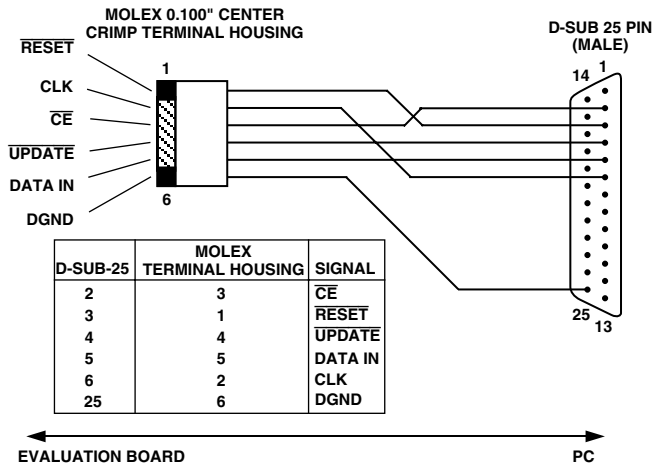 MOLEX 0.100" CENTER
CRIMP TERMINAL HOUSING
D-SUB 25 PIN
(MALE)
RESET
CLK
CE
UPDATE
DATA IN
DGND
1
6
14 1
25
13
D-SUB-25 MOLEX TERMINAL HOUSING SIGNAL
2 3 CE
3 1 RESET
4 4 UPDATE
5 5 DATA IN
6 2 CLK
25 6 DGND
EVALUATION BOARD PC